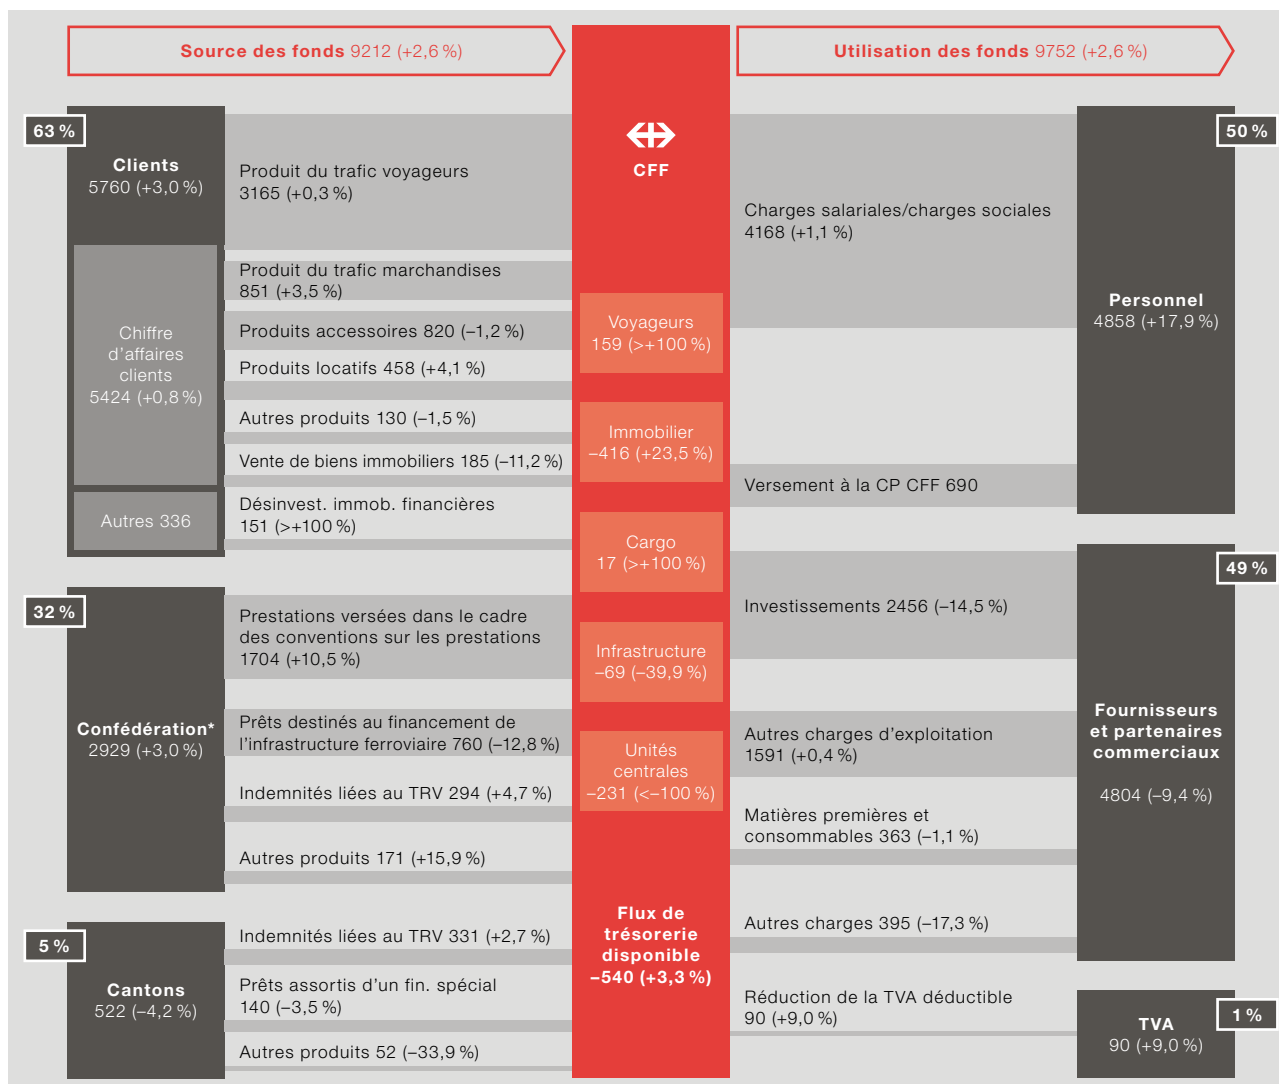 Source des fonds 9212 (+2,6 %)
Utilisation des fonds 9752 (+2,6 %)
63 %
Clients
5760 (+3,0 %)
Chiffre
d’affaires
clients
5424 (+0,8 %)
Autres 336
Produit du trafic voyageurs
3165 (+0,3 %)
Produit du trafic marchandises
851 (+3,5 %)
Produits accessoires 820 (–1,2 %)
Produits locatifs 458 (+4,1 %)
Autres produits 130 (–1,5 %)
Vente de biens immobiliers 185 (–11,2 %)
Désinvest. immob. financières
151 (>+100 %)
32 %
Confédération*
2929 (+3,0 %)
Prestations versées dans le cadre
des conventions sur les prestations
1704 (+10,5 %)
Prêts destinés au financement de
l’infrastructure ferroviaire 760 (–12,8 %)
Indemnités liées au TRV 294 (+4,7 %)
Autres produits 171 (+15,9 %)
5 %
Cantons
522 (–4,2 %)
Indemnités liées au TRV 331 (+2,7 %)
Prêts assortis d’un fin. spécial
140 (–3,5 %)
Autres produits 52 (–33,9 %)
CFF
Voyageurs
159 (>+100 %)
Immobilier
–416 (+23,5 %)
Cargo
17 (>+100 %)
Infrastructure
–69 (–39,9 %)
Unités
centrales
–231 (<–100 %)
Flux de
trésorerie
disponible
–540 (+3,3 %)
Charges salariales/charges sociales
4168 (+1,1 %)
Versement à la CP CFF 690
50 %
Personnel
4858 (+17,9 %)
Investissements 2456 (–14,5 %)
Autres charges d’exploitation
1591 (+0,4 %)
Matières premières et
consommables 363 (–1,1 %)
Autres charges 395 (–17,3 %)
49 %
Fournisseurs
et partenaires
commerciaux
4804 (–9,4 %)
Réduction de la TVA déductible
90 (+9,0 %)
1 %
TVA
90 (+9,0 %)